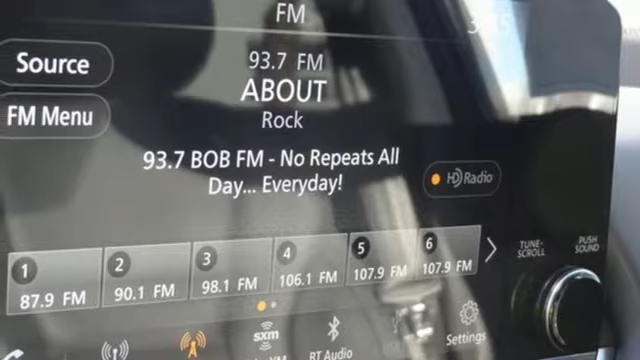 FM
Source
FM Menu
93.7 FM
ABOUT
Rock
93.7 BOB FM - No Repeats All
Day... Everyday!
HD Radio
TUNE-
SCROLL
PUSH
SOUND
1
87.9 FM
2
90.1 FM
3
98.1 FM
4
106.1 FM
5
107.9 FM
6
107.9 FM
sxm
BT Audio
Settings